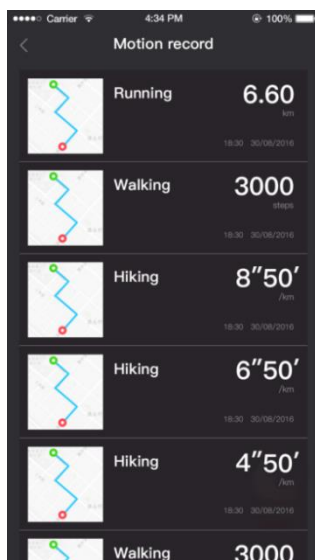 Carrier 4:34 PM 100%
Motion record
Running 6.60
km
18:30 30/08/2016
Walking 3000
steps
18:30 30/08/2016
Hiking 8"50'
/km
18:30 30/08/2016
Hiking 6"50'
/km
18:30 30/08/2016
Hiking 4"50'
/km
18:30 30/08/2016
Walking 3000